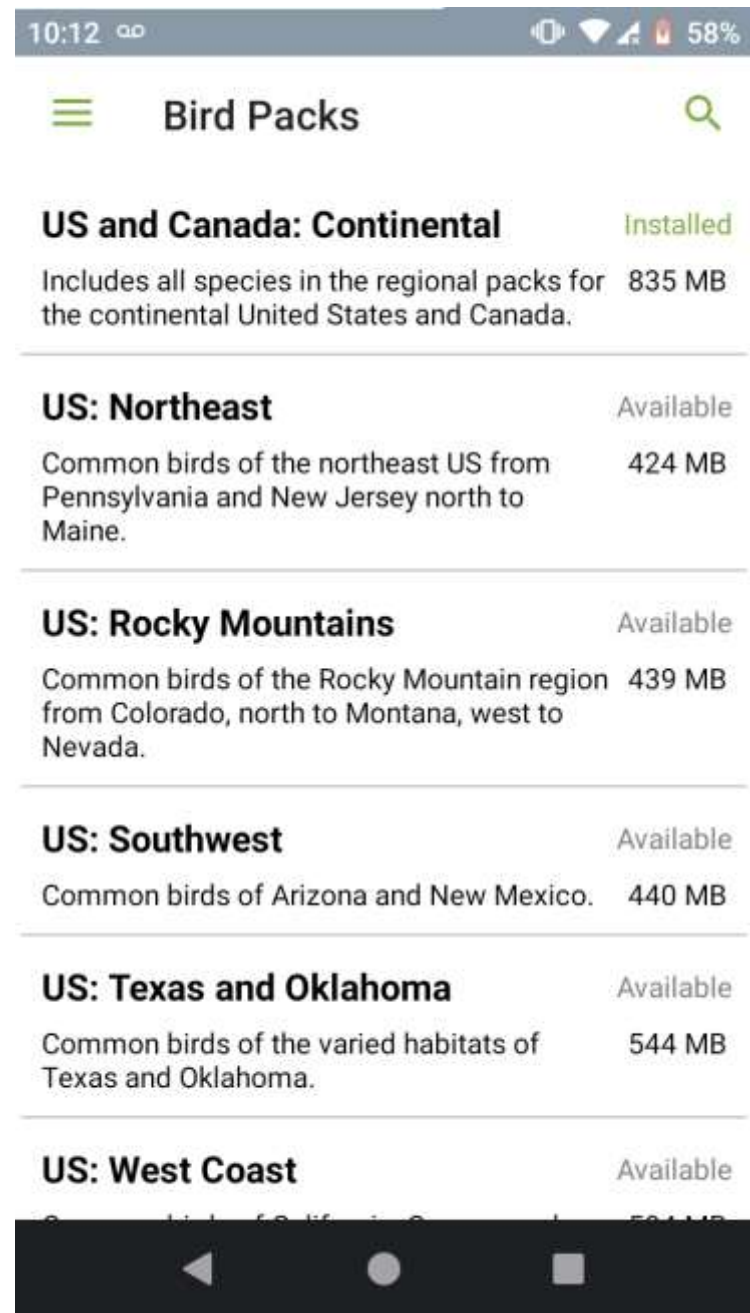 10:12 58%
Bird Packs
US and Canada: Continental Installed
Includes all species in the regional packs for 835 MB
the continental United States and Canada.
US: Northeast Available
Common birds of the northeast US from 424 MB
Pennsylvania and New Jersey north to
Maine.
US: Rocky Mountains Available
Common birds of the Rocky Mountain region 439 MB
from Colorado, north to Montana, west to
Nevada.
US: Southwest Available
Common birds of Arizona and New Mexico. 440 MB
US: Texas and Oklahoma Available
Common birds of the varied habitats of 544 MB
Texas and Oklahoma.
US: West Coast Available